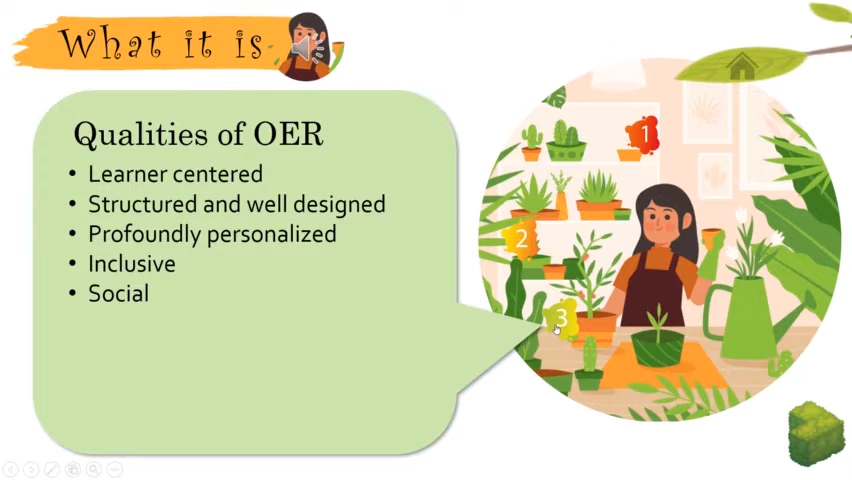 What it is
Qualities of OER
• Learner centered
• Structured and well designed
• Profoundly personalized
• Inclusive
• Social
1
2
3